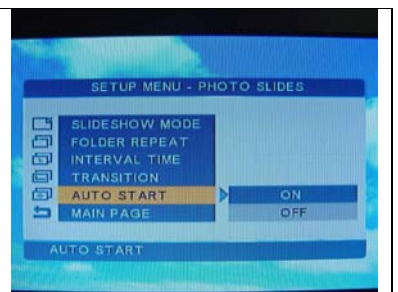 SETUP MENU - PHOTO SLIDES
SLIDESHOW MODE
FOLDER REPEAT
INTERVAL TIME
TRANSITION
AUTO START
ON
MAIN PAGE
OFF
AUTO START